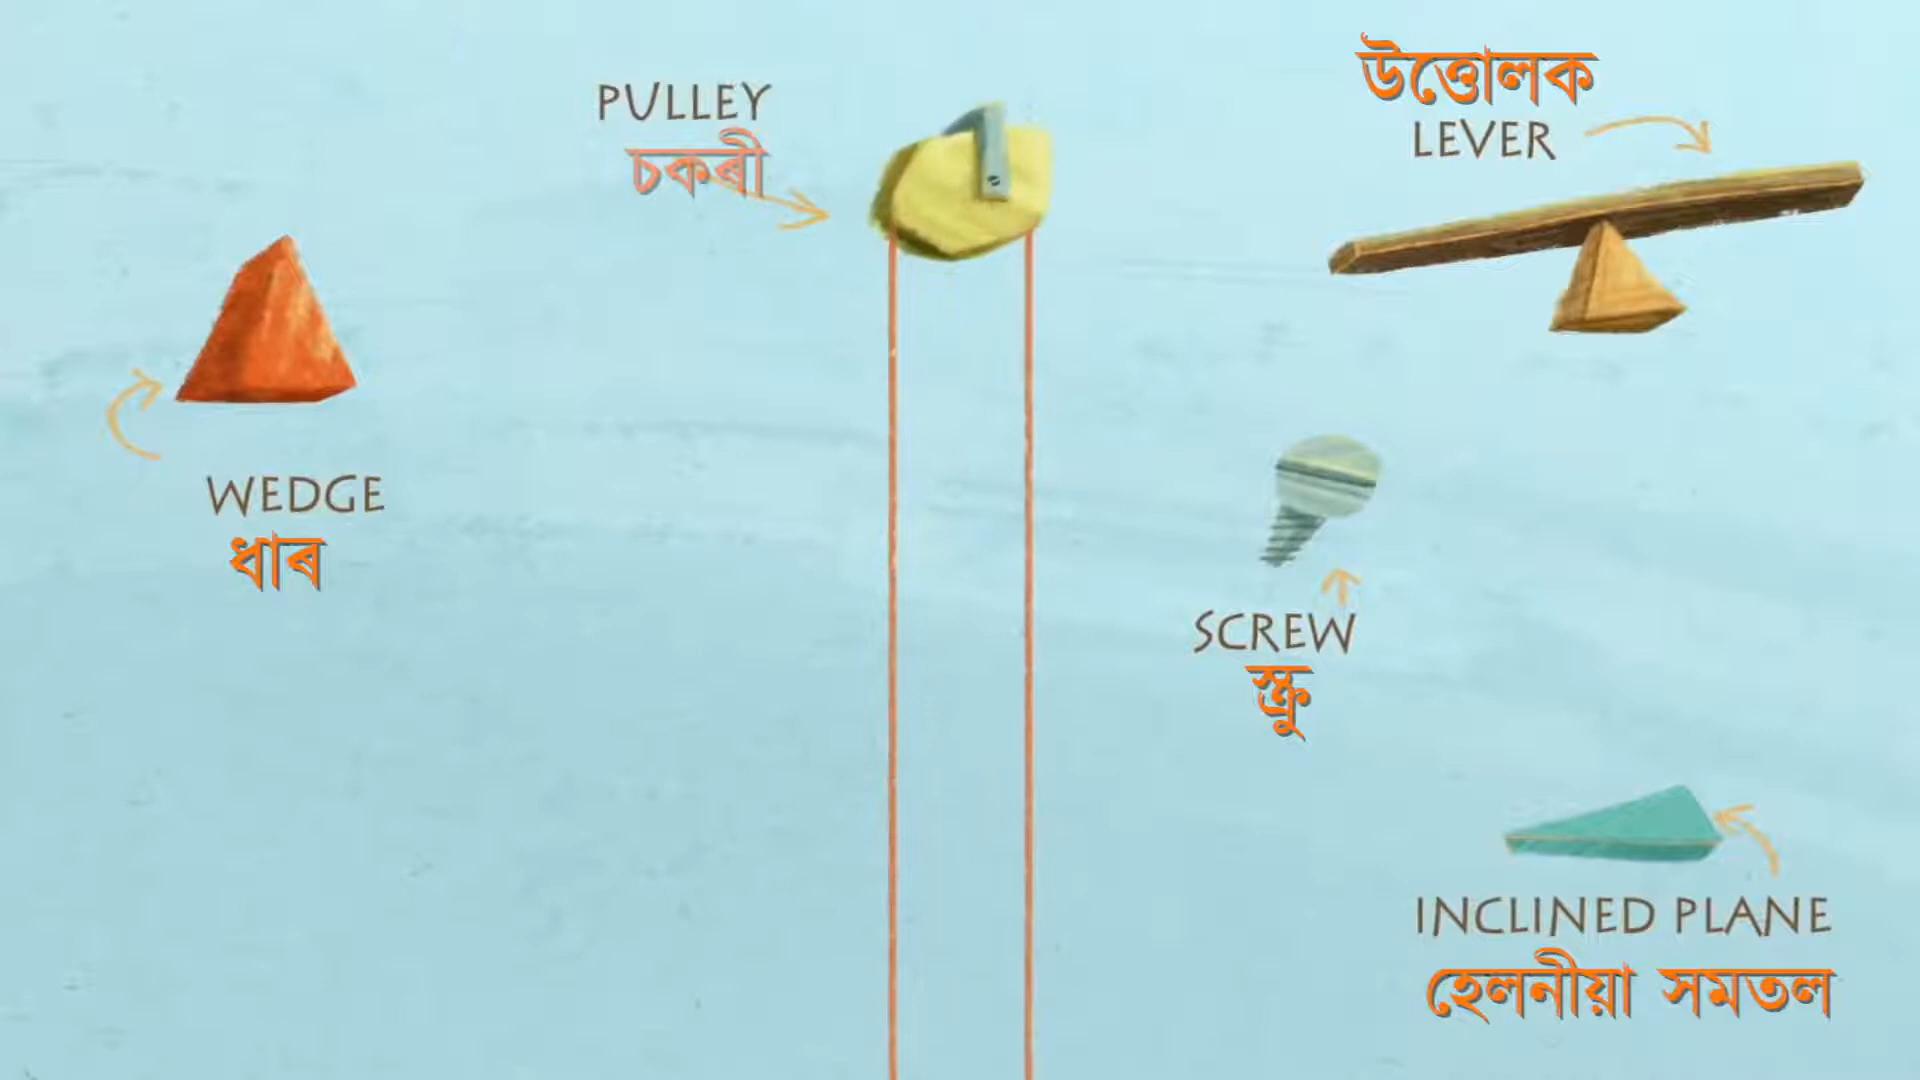 PULLEY
চকৰী
উত্তোলক
LEVER
WEDGE
ধাৰ
SCREW
স্ক্ৰু
INCLINED PLANE
হেলনীয়া সমতল